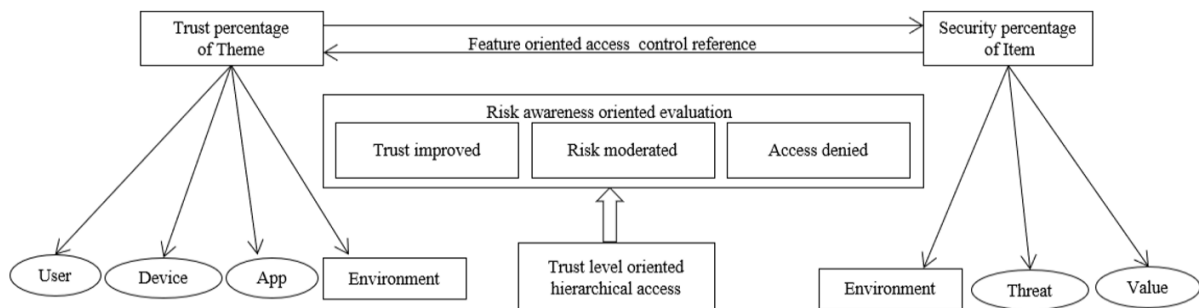 Trust percentage
of Theme
Feature oriented access control reference
Security percentage
of Item
Risk awareness oriented evaluation
Trust improved
Risk moderated
Access denied
User
Device
App
Environment
Trust level oriented
hierarchical access
Environment
Threat
Value